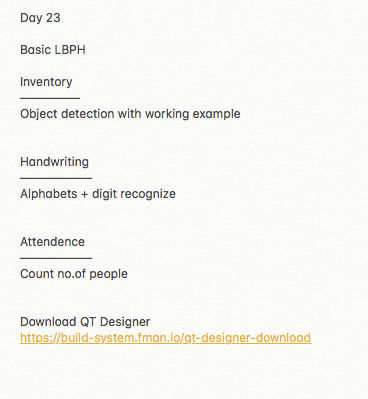 Day 23
Basic LBPH
Inventory
Object detection with working example
Handwriting
Alphabets + digit recognize
Attendence
Count no.of people
Download QT Designer
https://build-system.fman.io/qt-designer-download